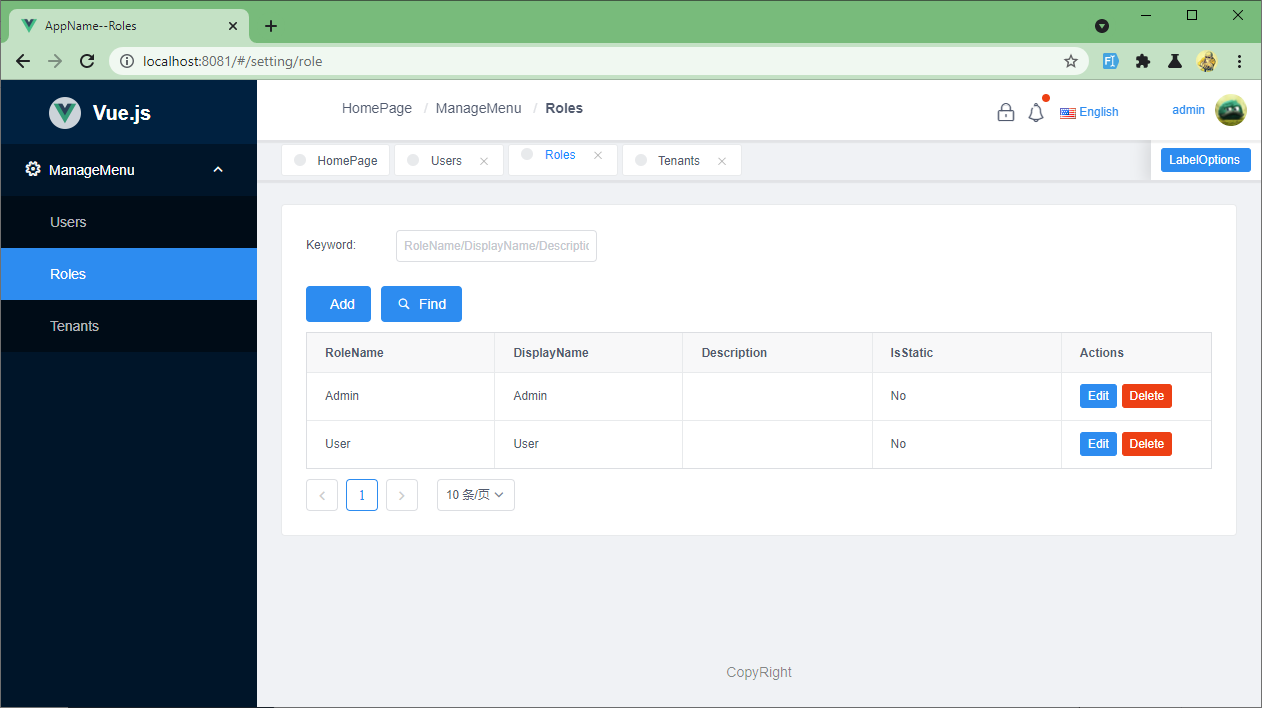 AppName--Roles
localhost:8081/#/setting/role
Vue.js
HomePage / ManageMenu / Roles
English
admin
ManageMenu
HomePage
Users
Roles
Tenants
LabelOptions
Users
Roles
Tenants
Keyword:
RoleName/DisplayName/Descriptio
Add
Find
RoleName DisplayName Description IsStatic Actions
Admin Admin No Edit Delete
User User No Edit Delete
1
10 条/页
CopyRight